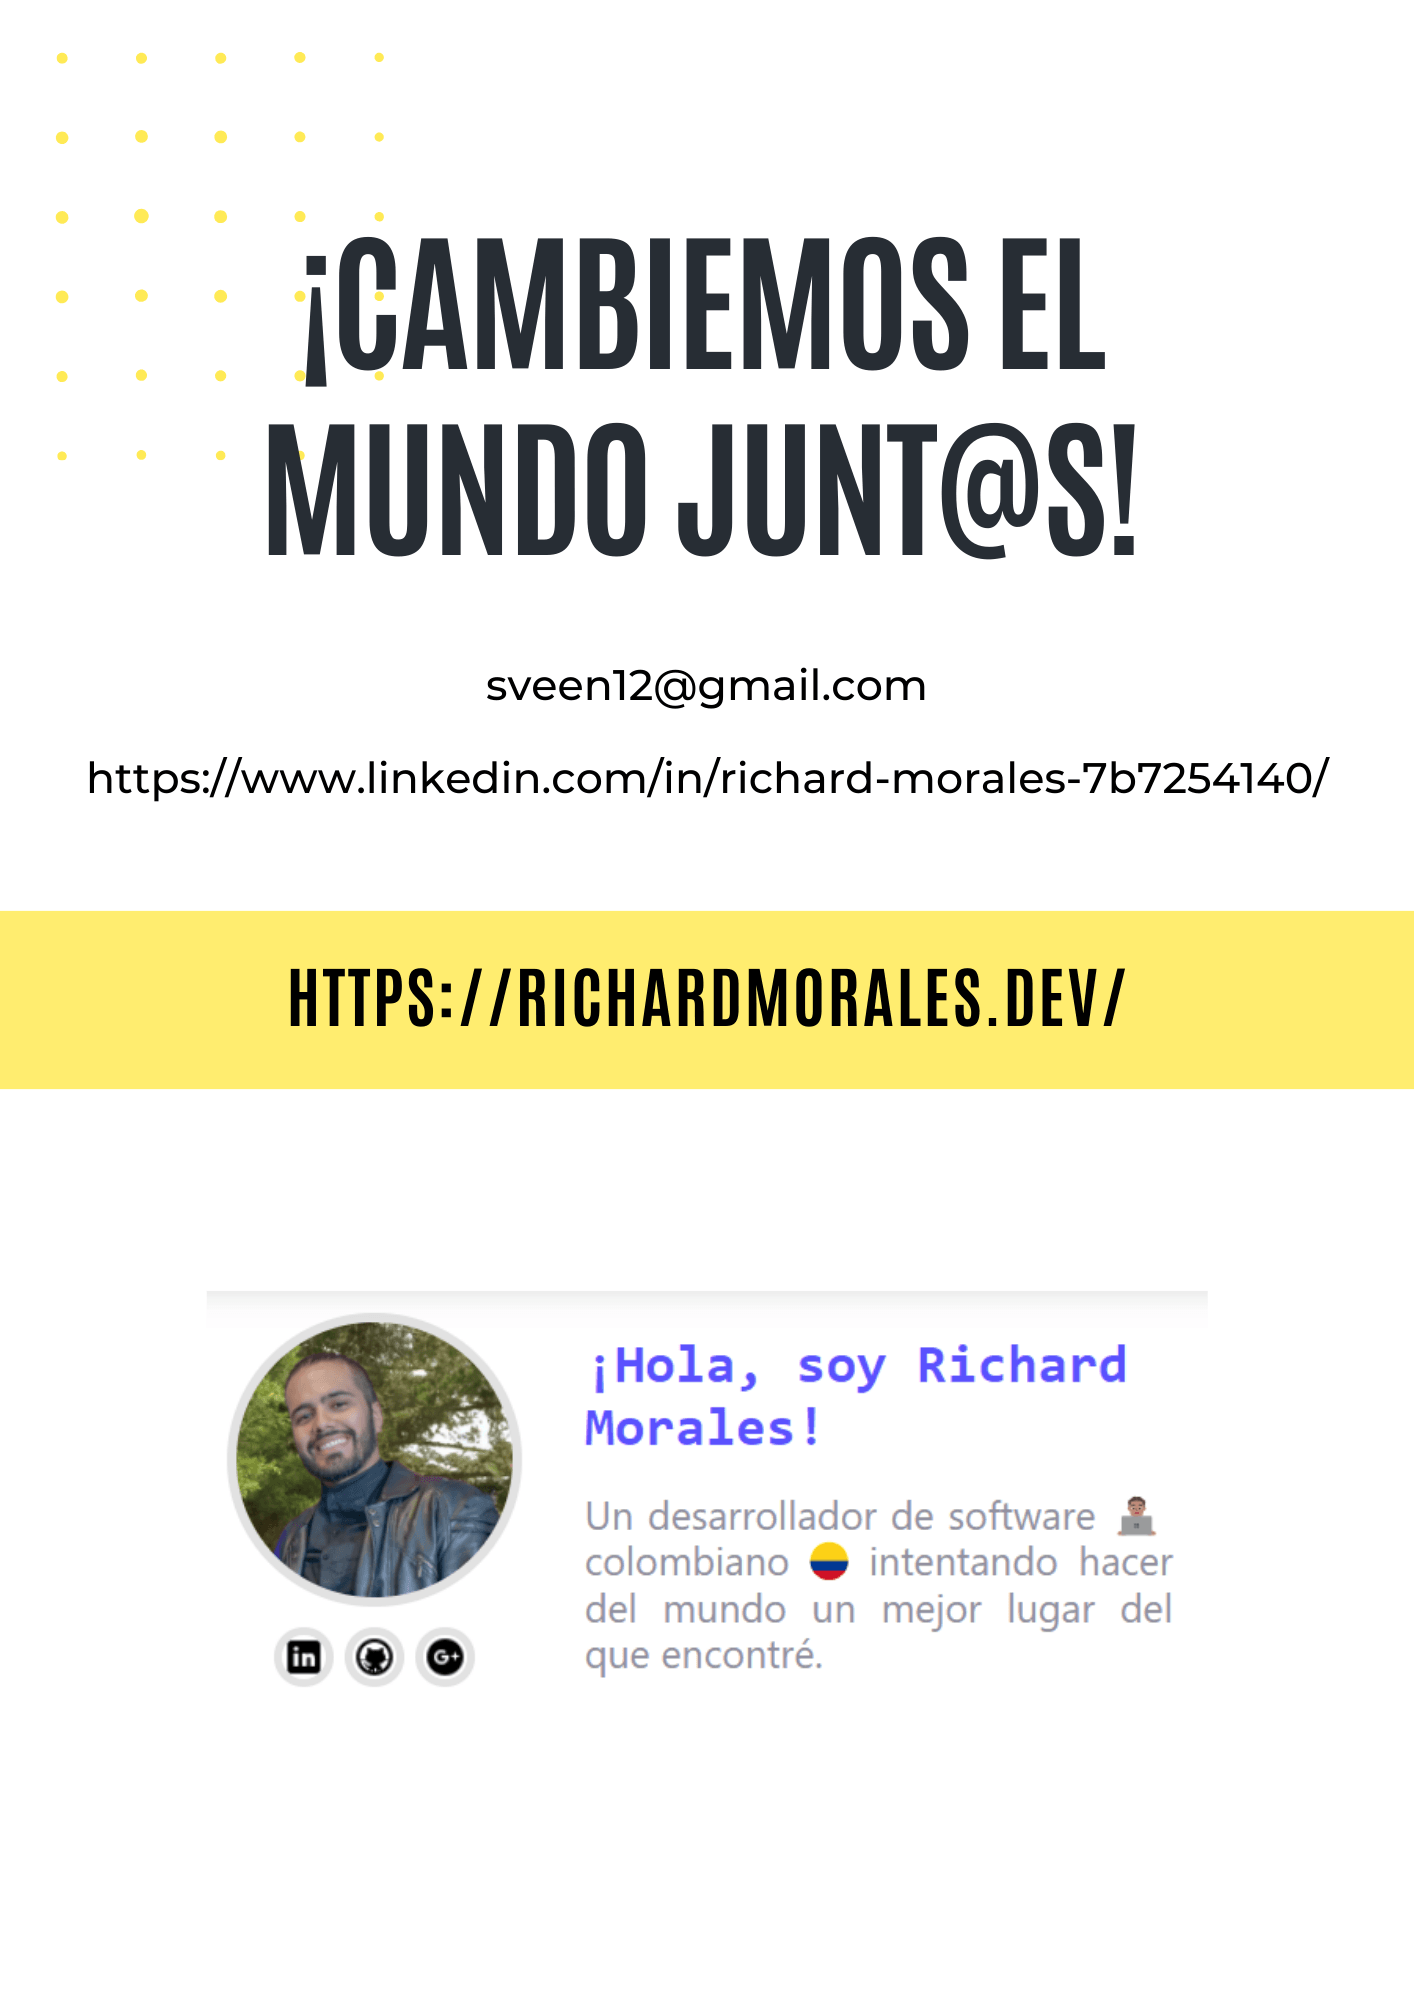 ¡CAMBIEMOS EL
MUNDO JUNT@S!
sveen12@gmail.com
https://www.linkedin.com/in/richard-morales-7b7254140/
HTTPS://RICHARDMORALES.DEV/
¡Hola, soy Richard
Morales!
Un desarrollador de software 👨🏽‍💻
colombiano 🇨🇴 intentando hacer
del mundo un mejor lugar del
que encontré.
in
G+